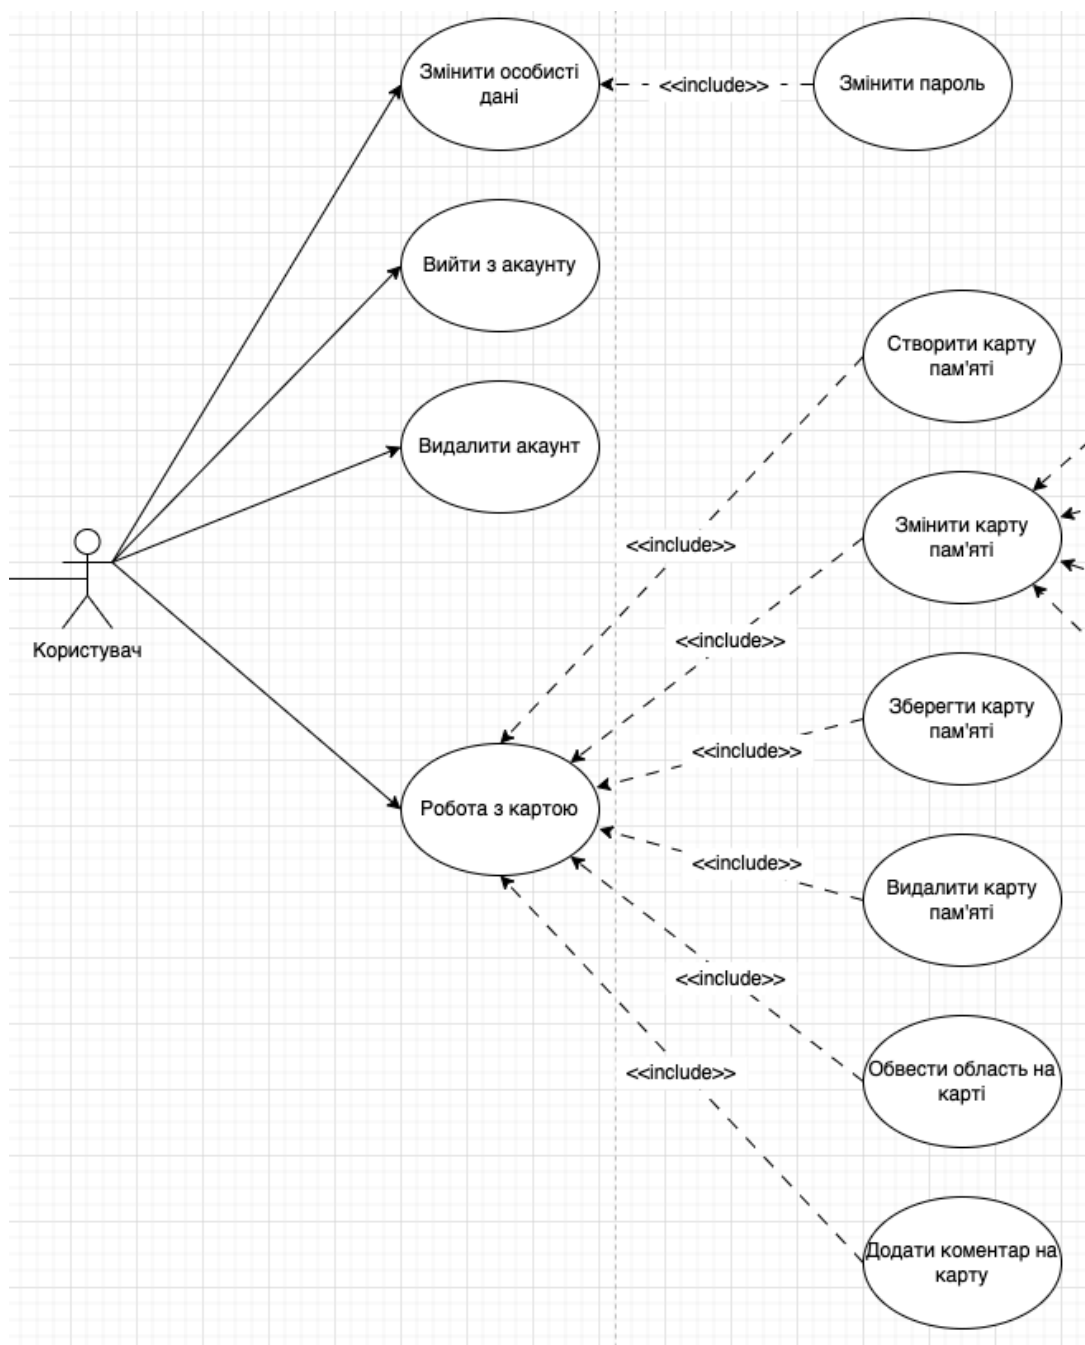 Змінити особисті
дані
<<include>>
Змінити пароль
Вийти з акаунту
Створити карту
пам'яті
Видалити акаунт
Змінити карту
пам'яті
<<include>>
Користувач
<<include>>
Зберегти карту
пам'яті
<<include>>
Робота з картою
<<include>>
Видалити карту
пам'яті
<<include>>
Обвести область на
карті
<<include>>
Додати коментар на
карту